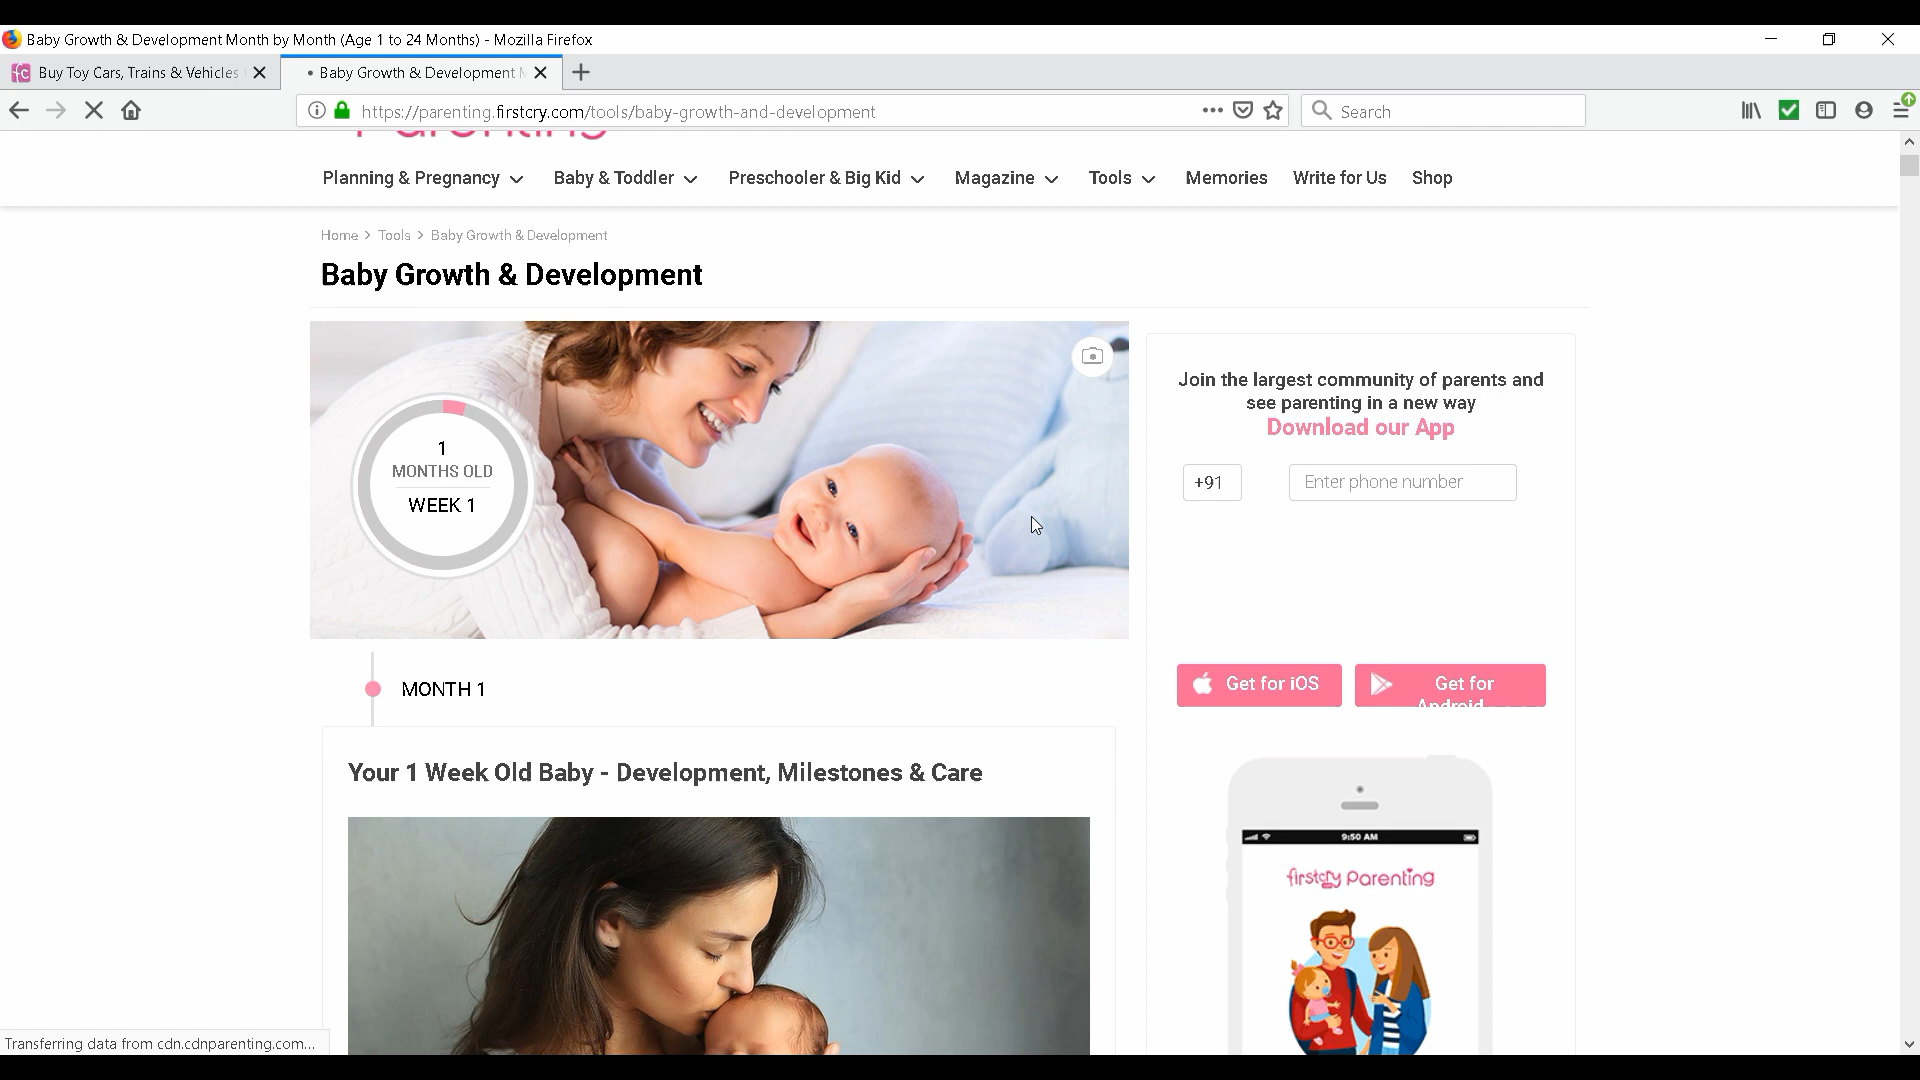 Baby Growth & Development Month by Month (Age 1 to 24 Months) - Mozilla Firefox
Buy Toy Cars, Trains & Vehicles
Baby Growth & Development
https://parenting.firstcry.com/tools/baby-growth-and-development
Search
Parenting
Planning & Pregnancy
Baby & Toddler
Preschooler & Big Kid
Magazine
Tools
Memories
Write for Us
Shop
Home > Tools > Baby Growth & Development
Baby Growth & Development
1
MONTHS OLD
WEEK 1
Join the largest community of parents and
see parenting in a new way
Download our App
+91
Enter phone number
Get for iOS
Get for
Android
MONTH 1
Your 1 Week Old Baby - Development, Milestones & Care
9:50 AM
firstcry Parenting
Transferring data from cdn.cdnparenting.com...